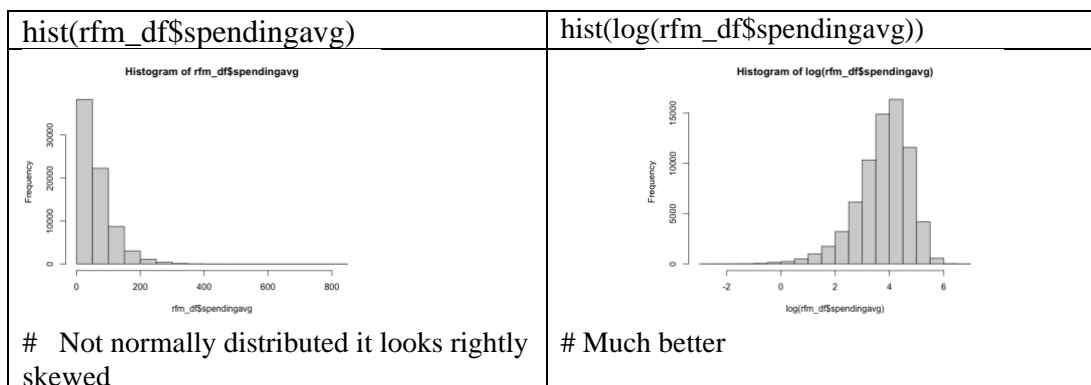 hist(rfm_df$spendingavg)
Histogram of rfm_df$spendingavg
Frequency
0 10000 20000 30000
0 200 400 600 800
rfm_df$spendingavg
# Not normally distributed it looks rightly
skewed
hist(log(rfm_df$spendingavg))
Histogram of log(rfm_df$spendingavg)
Frequency
0 5000 10000 15000
-2 0 2 4 6
log(rfm_df$spendingavg)
# Much better